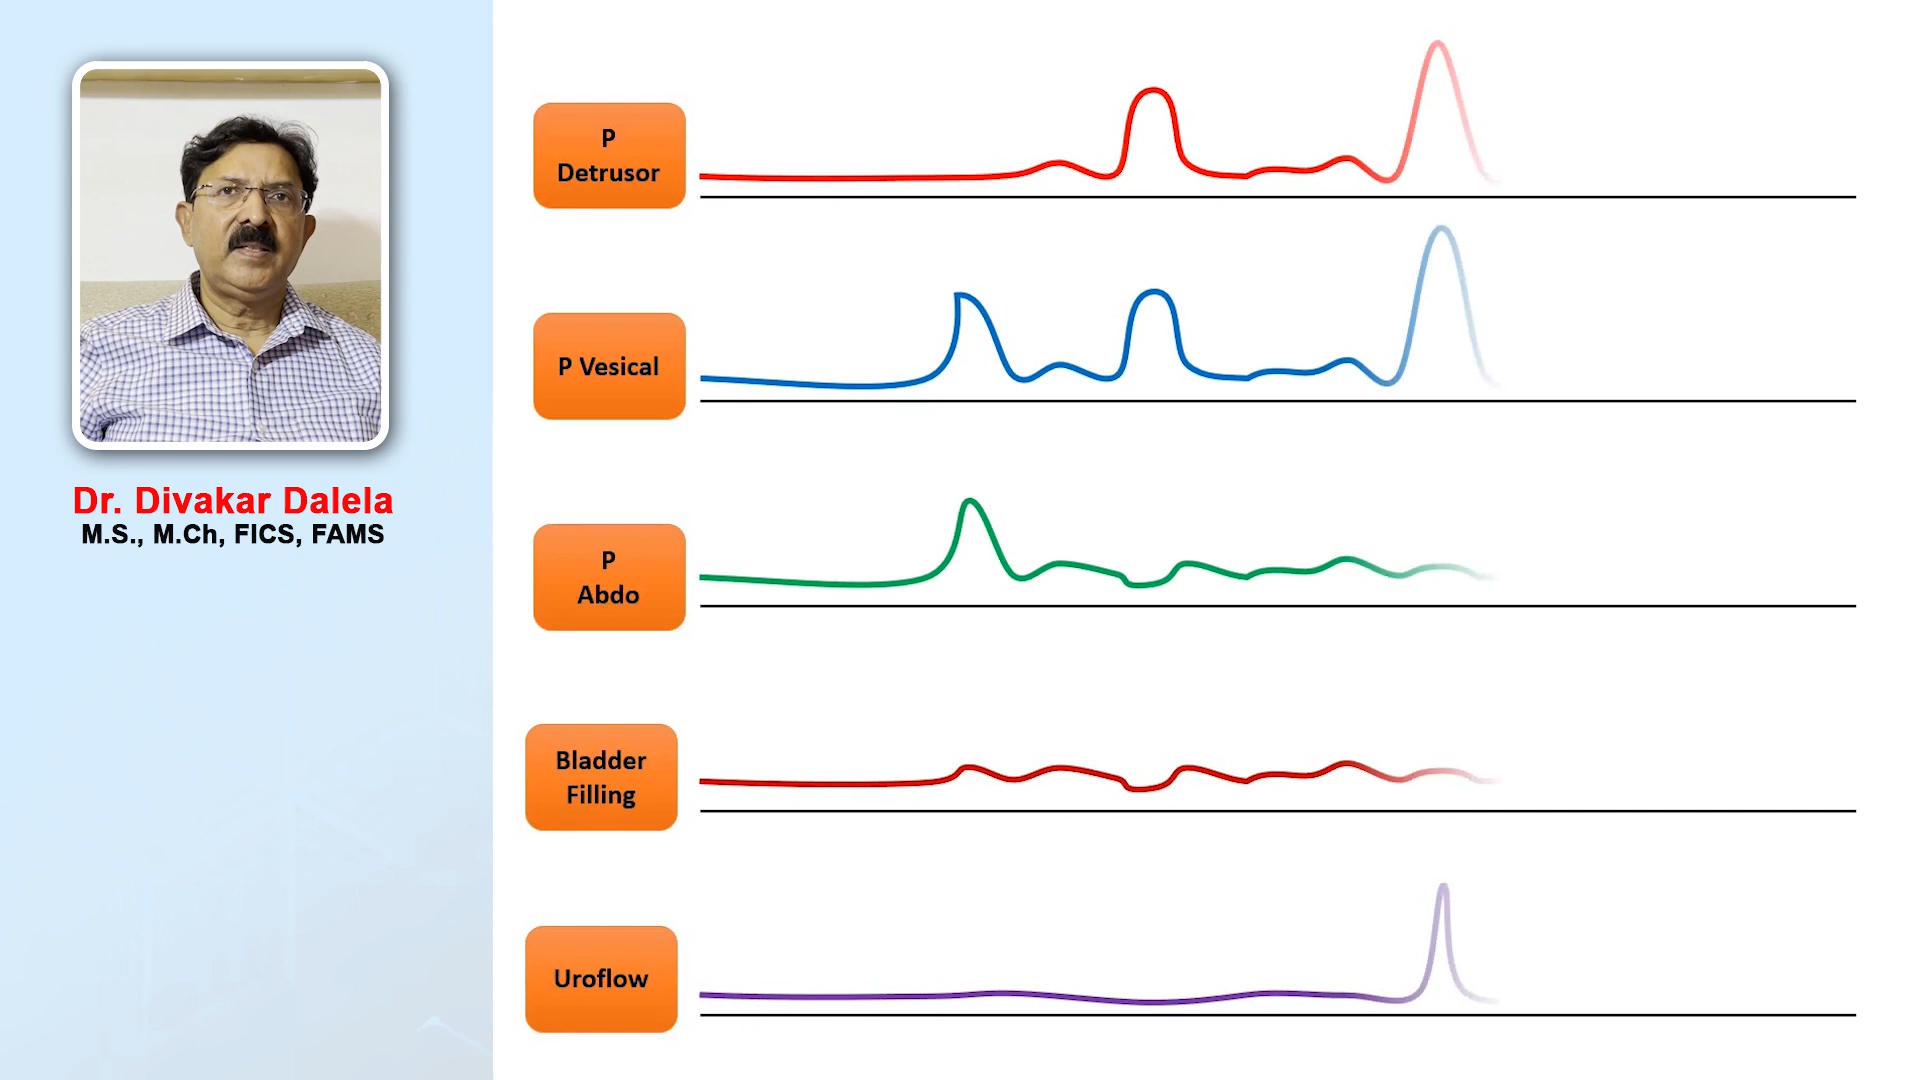 Dr. Divakar Dalela
M.S., M.Ch, FICS, FAMS
P
Detrusor
P Vesical
P
Abdo
Bladder
Filling
Uroflow